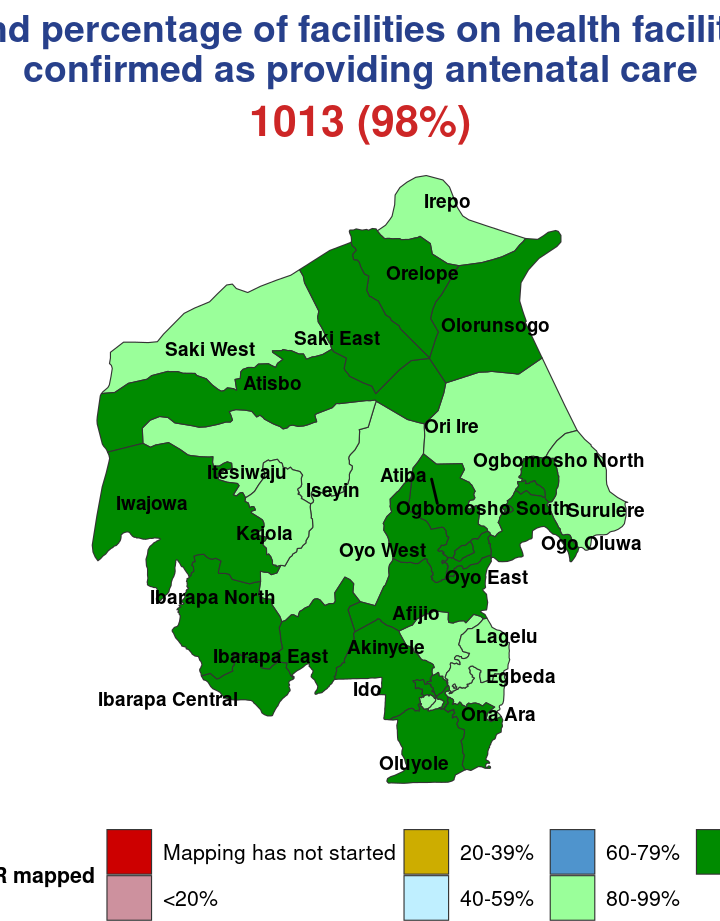 nd percentage of facilities on health facilit
confirmed as providing antenatal care
1013 (98%)
Irepo
Orelope
Olorunsogo
Saki East
Saki West
Atisbo
Ori Ire
Ogbomosho North
Itesiwaju
Atiba
Iseyin
Iwajowa
Ogbomosho South
Surulere
Kajola
Ogo Oluwa
Oyo West
Oyo East
Ibarapa North
Afijio
Lagelu
Akinyele
Ibarapa East
Egbeda
Ido
Ibarapa Central
Ona Ara
Oluyole
R mapped
Mapping has not started
20-39%
60-79%
<20%
40-59%
80-99%